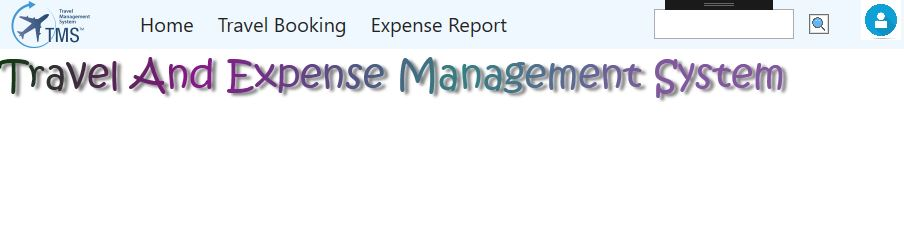 Travel
Management
System
TMS
Home Travel Booking Expense Report
Travel And Expense Management System